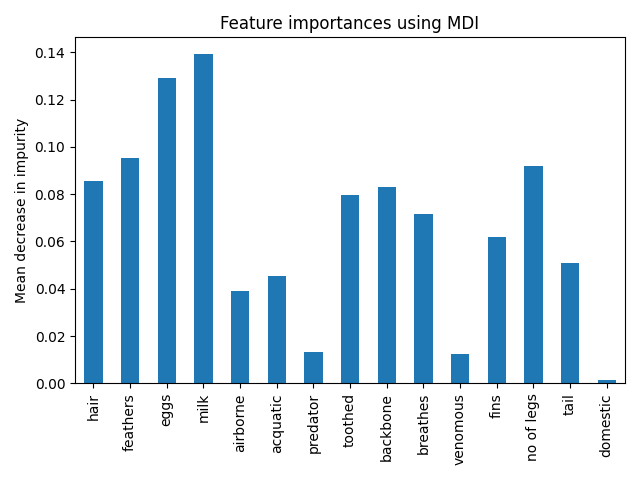 Feature importances using MDI
Mean decrease in impurity
0.14
0.12
0.10
0.08
0.06
0.04
0.02
0.00
hair
feathers
eggs
milk
airborne
acquatic
predator
toothed
backbone
breathes
venomous
fins
no of legs
tail
domestic